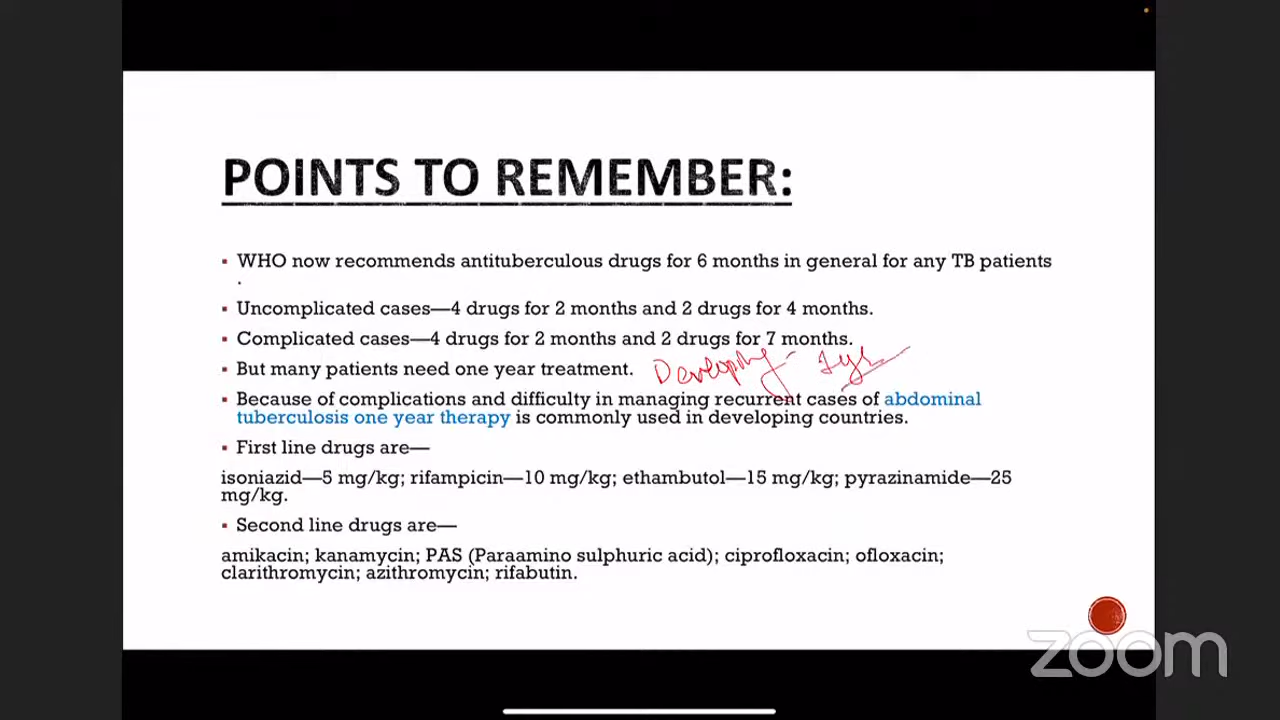 POINTS TO REMEMBER:
▪ WHO now recommends antituberculous drugs for 6 months in general for any TB patients
.
▪ Uncomplicated cases—4 drugs for 2 months and 2 drugs for 4 months.
▪ Complicated cases—4 drugs for 2 months and 2 drugs for 7 months.
▪ But many patients need one year treatment.
Developing -
▪ Because of complications and difficulty in managing recurrent cases of abdominal
tuberculosis one year therapy is commonly used in developing countries.
▪ First line drugs are—
isoniazid—5 mg/kg; rifampicin—10 mg/kg; ethambutol—15 mg/kg; pyrazinamide—25
mg/kg.
▪ Second line drugs are—
amikacin; kanamycin; PAS (Paraamino sulphuric acid); ciprofloxacin; ofloxacin;
clarithromycin; azithromycin; rifabutin.
zoom